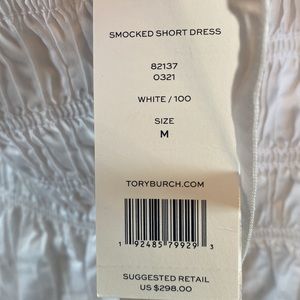 SMOCKED SHORT DRESS
82137
0321
WHITE / 100
SIZE
M
TORYBURCH.COM
1 92485 79929 3
SUGGESTED RETAIL
US $298.00